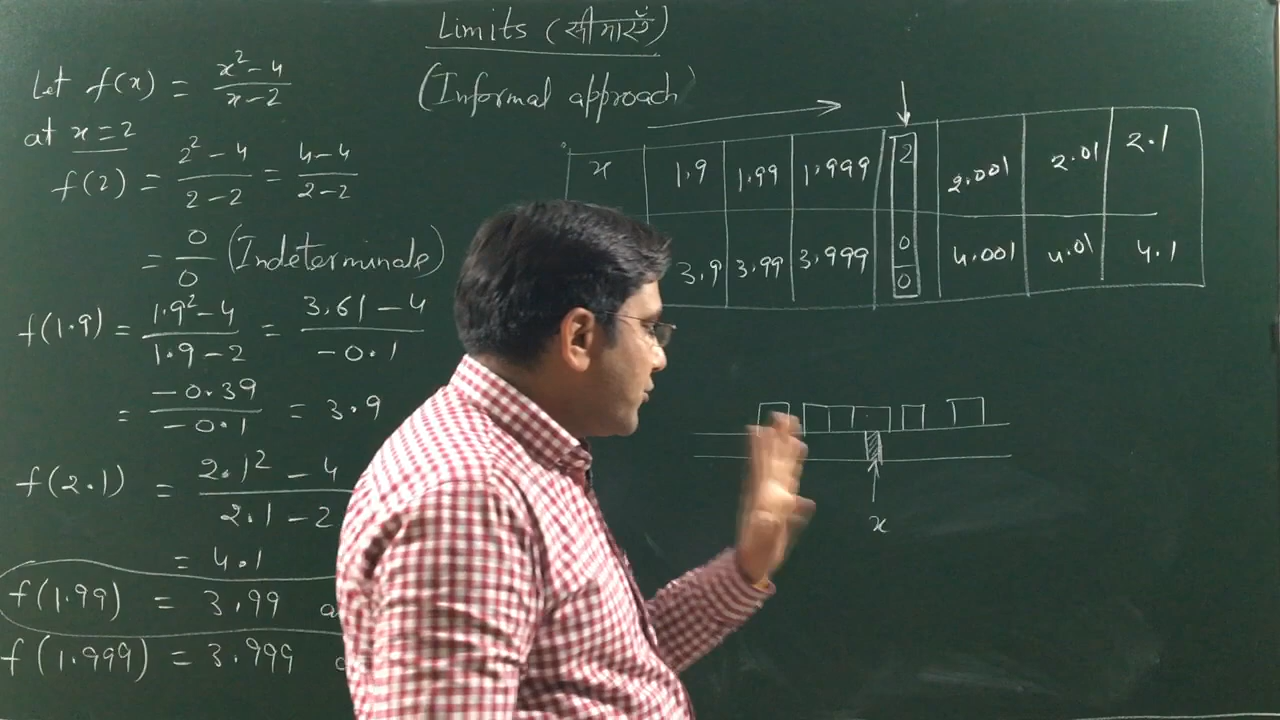 Limits (सीमाएँ)
(Informal approach)
Let f(x) = x² - 4 / x - 2
at x = 2
f(2) = 2² - 4 / 2 - 2 = 4 - 4 / 2 - 2
= 0 / 0 (Indeterminate)
f(1.9) = 1.9² - 4 / 1.9 - 2 = 3.61 - 4 / -0.1
= -0.39 / -0.1 = 3.9
f(2.1) = 2.1² - 4 / 2.1 - 2
= 4.1
f(1.99) = 3.99
f(1.999) = 3.999
x 1.9 1.99 1.999 2 2.001 2.01 2.1
3.9 3.99 3.999 0/0 4.001 4.01 4.1
x